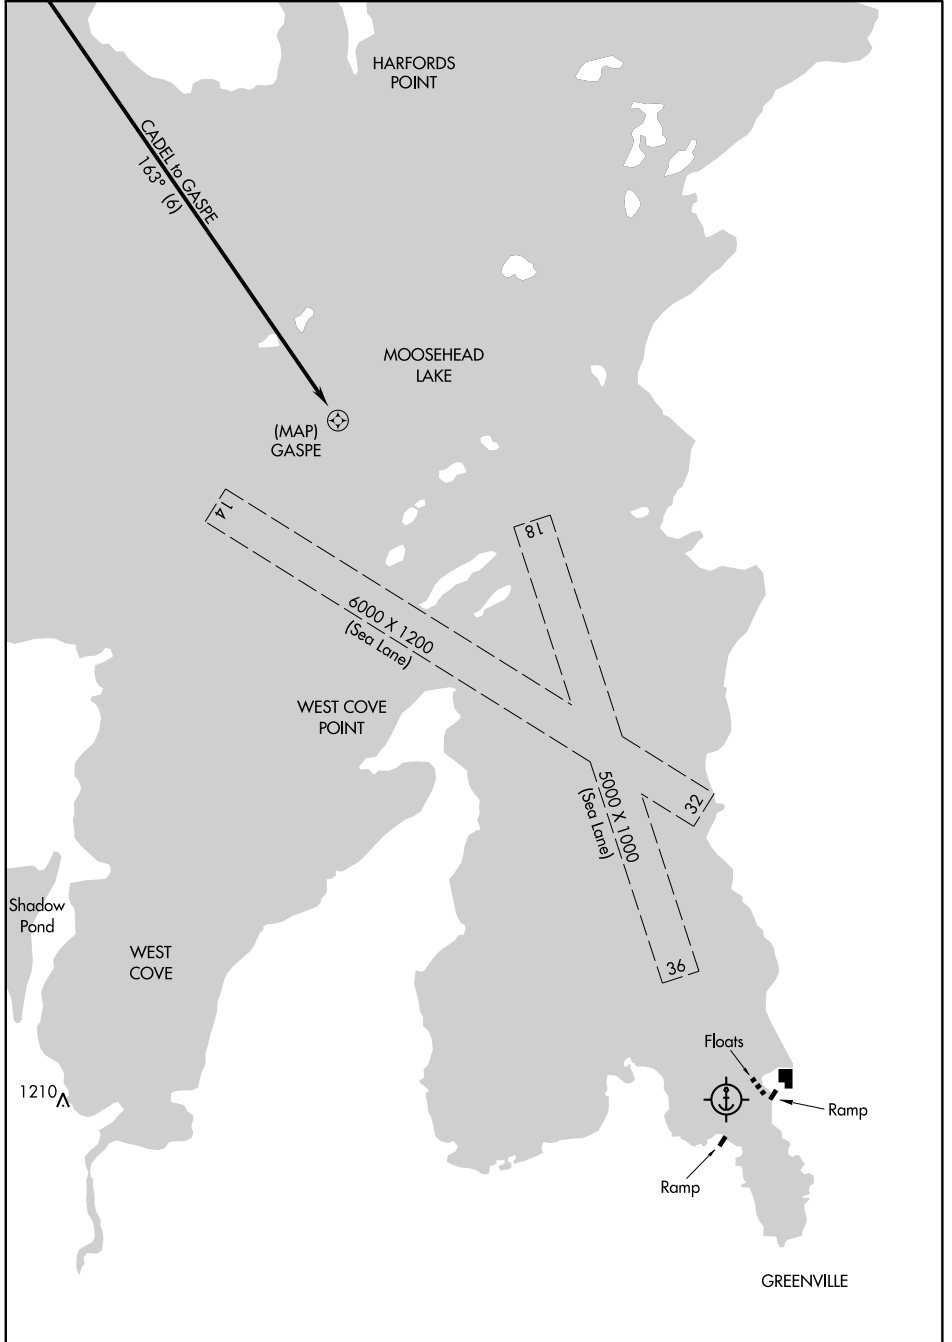 HARFORDS
POINT
CADEL to GASPE
163° (6)
MOOSEHEAD
LAKE
(MAP)
GASPE
14
18
6000 X 1200
(Sea Lane)
WEST COVE
POINT
5000 X 1000
(Sea Lane)
32
Shadow
Pond
WEST
COVE
36
Floats
1210
Ramp
Ramp
GREENVILLE